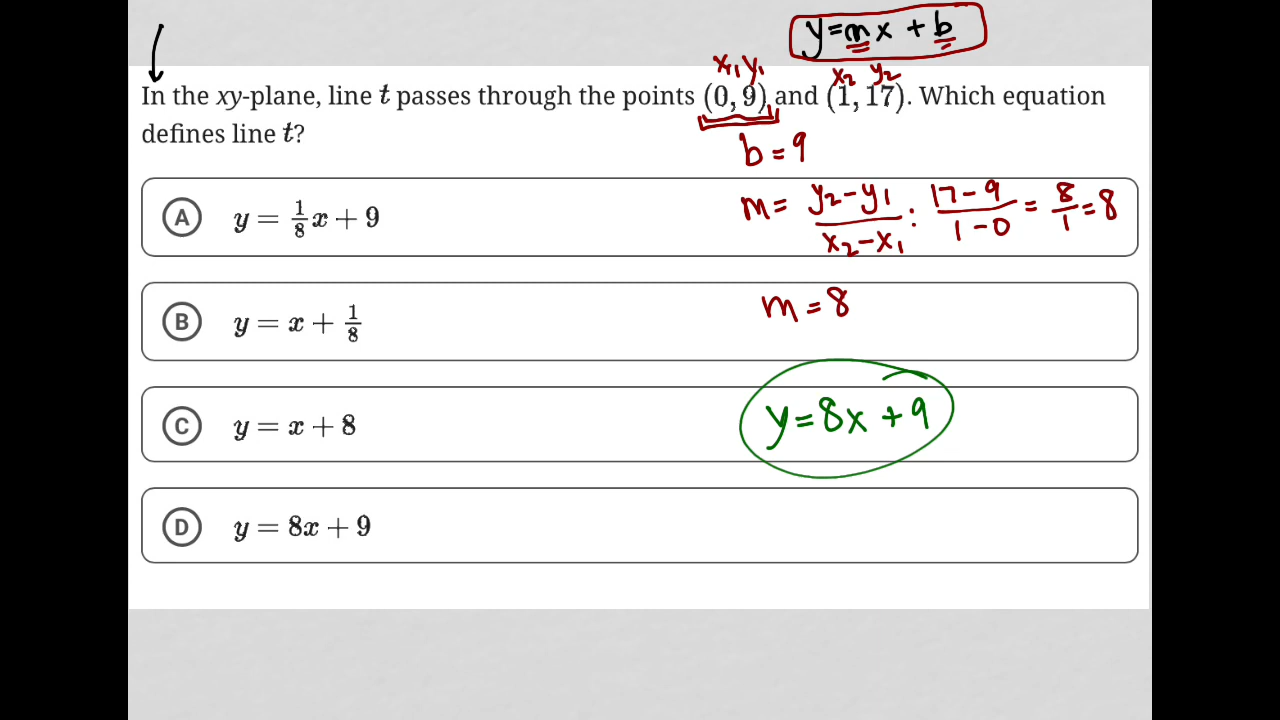 y=mx+b
x1 y1
x2 y2
In the xy-plane, line t passes through the points (0, 9) and (1, 17). Which equation
defines line t?
b=9
A y = 1/8 x + 9
m= y2-y1 / x2-x1 : 17-9 / 1-0 = 8/1 = 8
B y = x + 1/8
m=8
C y = x + 8
y=8x+9
D y = 8x + 9